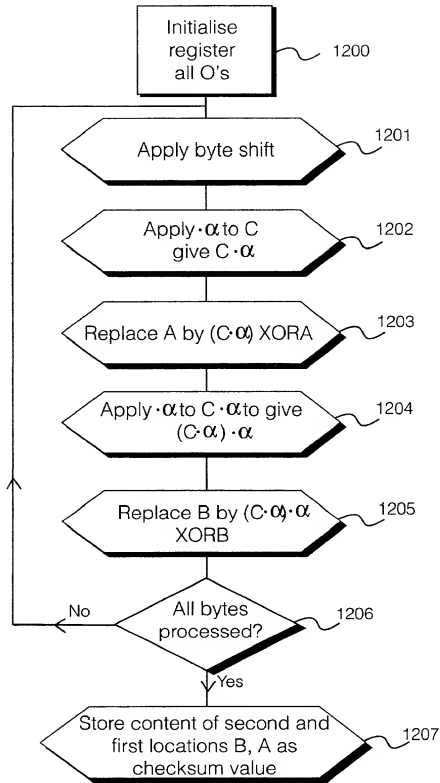 Initialise
register
all O's
1200
Apply byte shift
1201
Apply·α to C
give C·α
1202
Replace A by (C·α) XORA
1203
Apply ·α to C·α to give
(C·α)·α
1204
Replace B by (C·α)·α
XORB
1205
All bytes
processed?
1206
No
Yes
Store content of second and
first locations B, A as
checksum value
1207